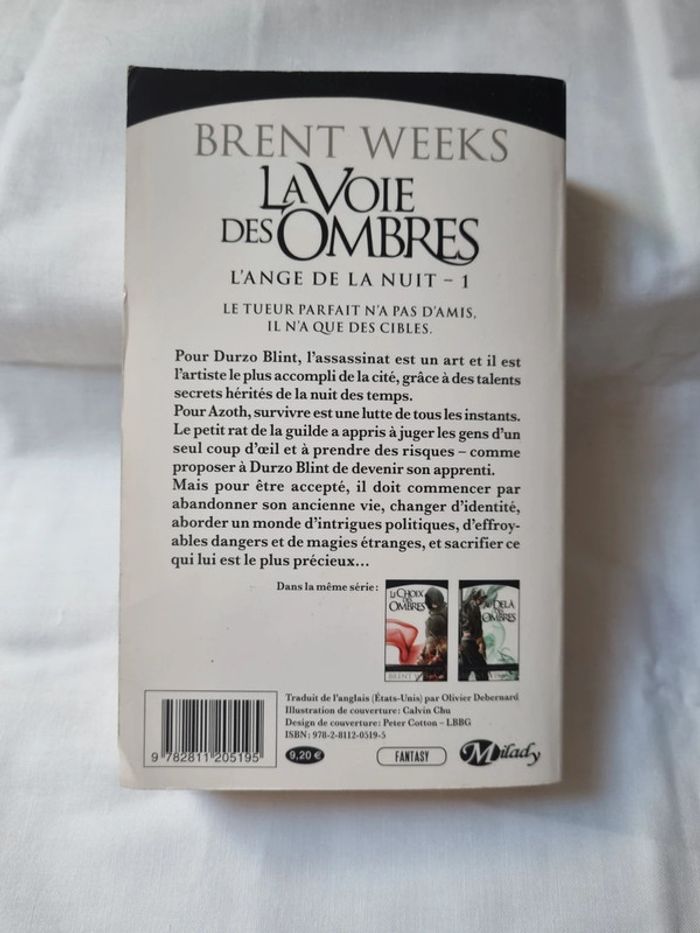 BRENT WEEKS
LA VOIE
DES OMBRES
L'ANGE DE LA NUIT – 1
LE TUEUR PARFAIT N'A PAS D'AMIS,
IL N'A QUE DES CIBLES.
Pour Durzo Blint, l'assassinat est un art et il est
l'artiste le plus accompli de la cité, grâce à des talents
secrets hérités de la nuit des temps.
Pour Azoth, survivre est une lutte de tous les instants.
Le petit rat de la guilde a appris à juger les gens d'un
seul coup d'œil et à prendre des risques – comme
proposer à Durzo Blint de devenir son apprenti.
Mais pour être accepté, il doit commencer par
abandonner son ancienne vie, changer d'identité,
aborder un monde d'intrigues politiques, d'effroy-
ables dangers et de magies étranges, et sacrifier ce
qui lui est le plus précieux…
Dans la même série :
LE CHOIX
DES
OMBRES
BRENT W
AU DELÀ
DES
OMBRES
Traduit de l'anglais (États-Unis) par Olivier Debernard
Illustration de couverture : Calvin Chu
Design de couverture : Peter Cotton – LBBG
ISBN : 978-2-8112-0519-5
9 782811 205195
9,20 €
FANTASY
Milady